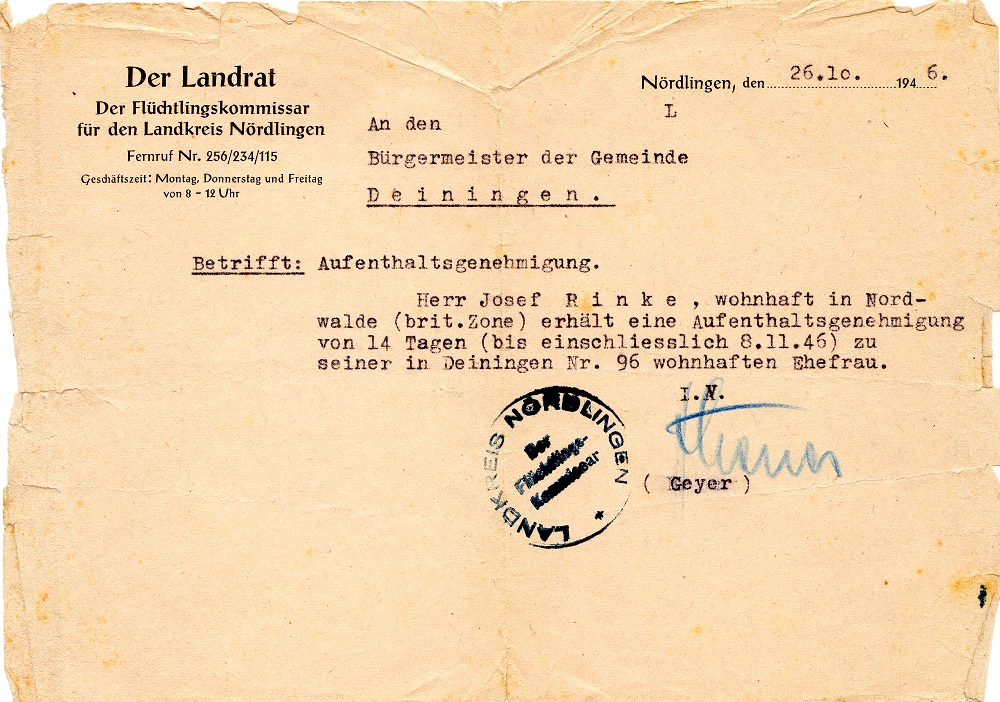 Der Landrat
Der Flüchtlingskommissar
für den Landkreis Nördlingen
Fernruf Nr. 256/234/115
Geschäftszeit: Montag, Donnerstag und Freitag
von 8 - 12 Uhr
Nördlingen, den 26.10. 1946.
L
An den
Bürgermeister der Gemeinde
D e i n i n g e n .
Betrifft: Aufenthaltsgenehmigung.
Herr Josef R i n k e , wohnhaft in Nord-
walde (brit.Zone) erhält eine Aufenthaltsgenehmigung
von 14 Tagen (bis einschliesslich 8.11.46) zu
seiner in Deiningen Nr. 96 wohnhaften Ehefrau.
I.
( Geyer )
LANDKREIS NÖRDLINGEN
Der
Flüchtlings-
Kommissar